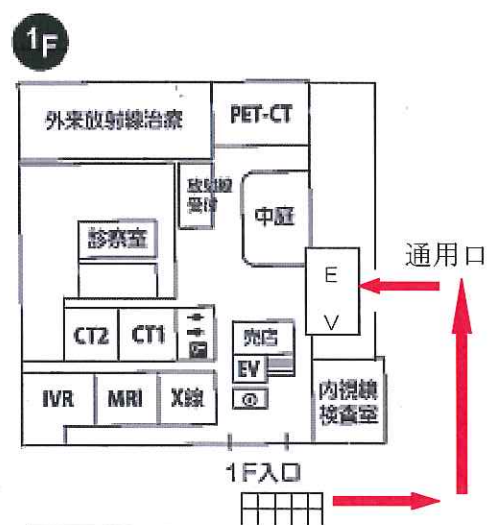 1F
外来放射線治療
PET-CT
放射線
受付
中庭
診察室
通用口
E
V
CT2
CT1
売店
EV
IVR
MRI
X線
内視鏡
検査室
1F入口